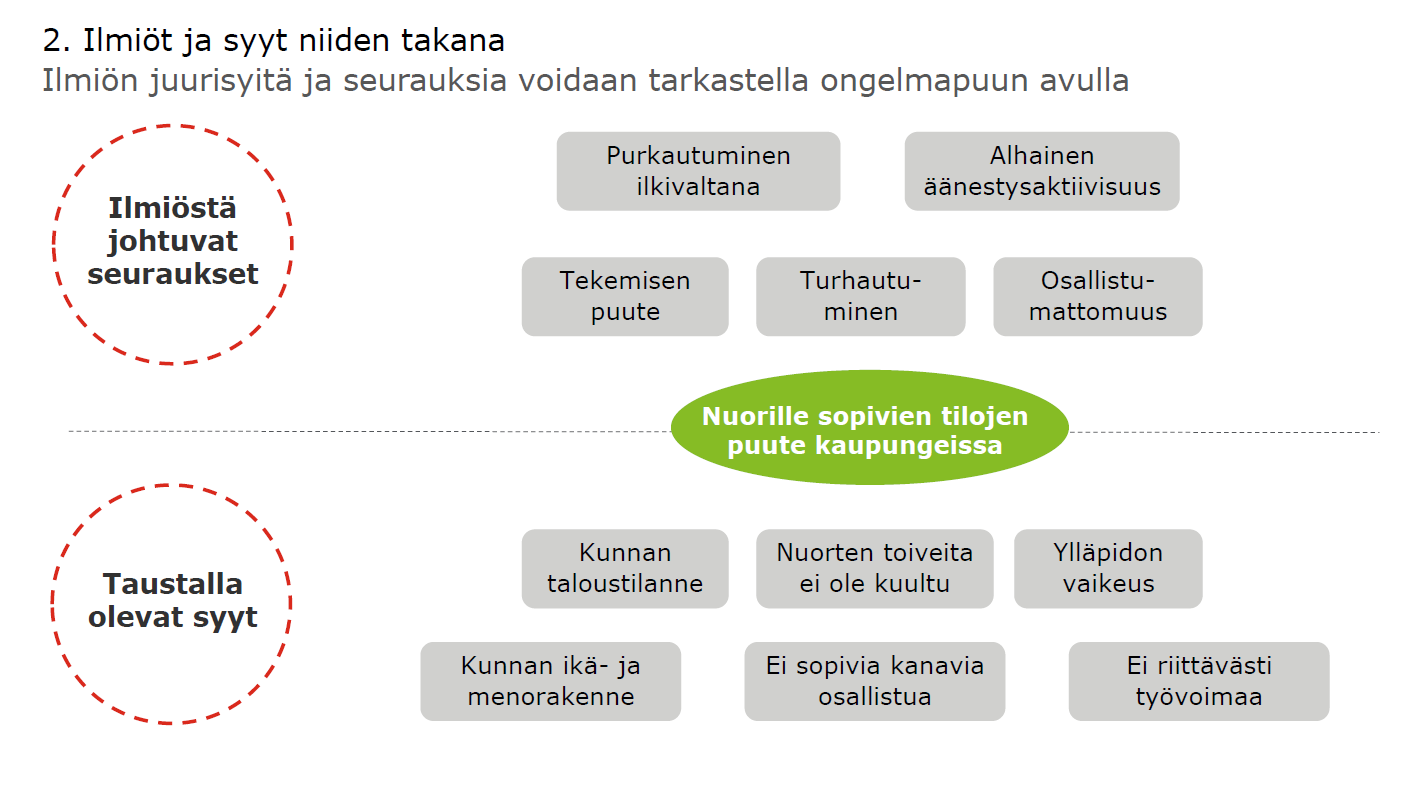 2. Ilmiöt ja syyt niiden takana
Ilmiön juurisyitä ja seurauksia voidaan tarkastella ongelmapuun avulla
Ilmiöstä
johtuvat
seuraukset
Purkautuminen
ilkivaltana
Alhainen
äänestysaktiivisuus
Tekemisen
puute
Turhautu-
minen
Osallistu-
mattomuus
Nuorille sopivien tilojen
puute kaupungeissa
Taustalla
olevat syyt
Kunnan
taloustilanne
Nuorten toiveita
ei ole kuultu
Ylläpidon
vaikeus
Kunnan ikä- ja
menorakenne
Ei sopivia kanavia
osallistua
Ei riittävästi
työvoimaa